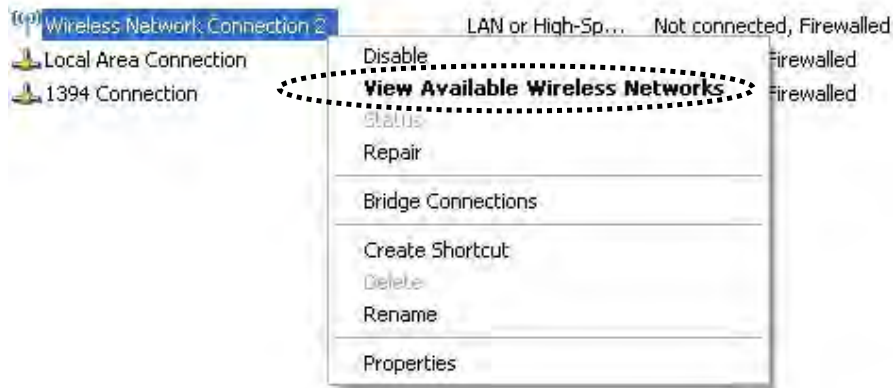 Wireless Network Connection 2 LAN or High-Sp... Not connected, Firewalled
Local Area Connection Firewalled
1394 Connection Firewalled
Disable
View Available Wireless Networks
Status
Repair
Bridge Connections
Create Shortcut
Delete
Rename
Properties